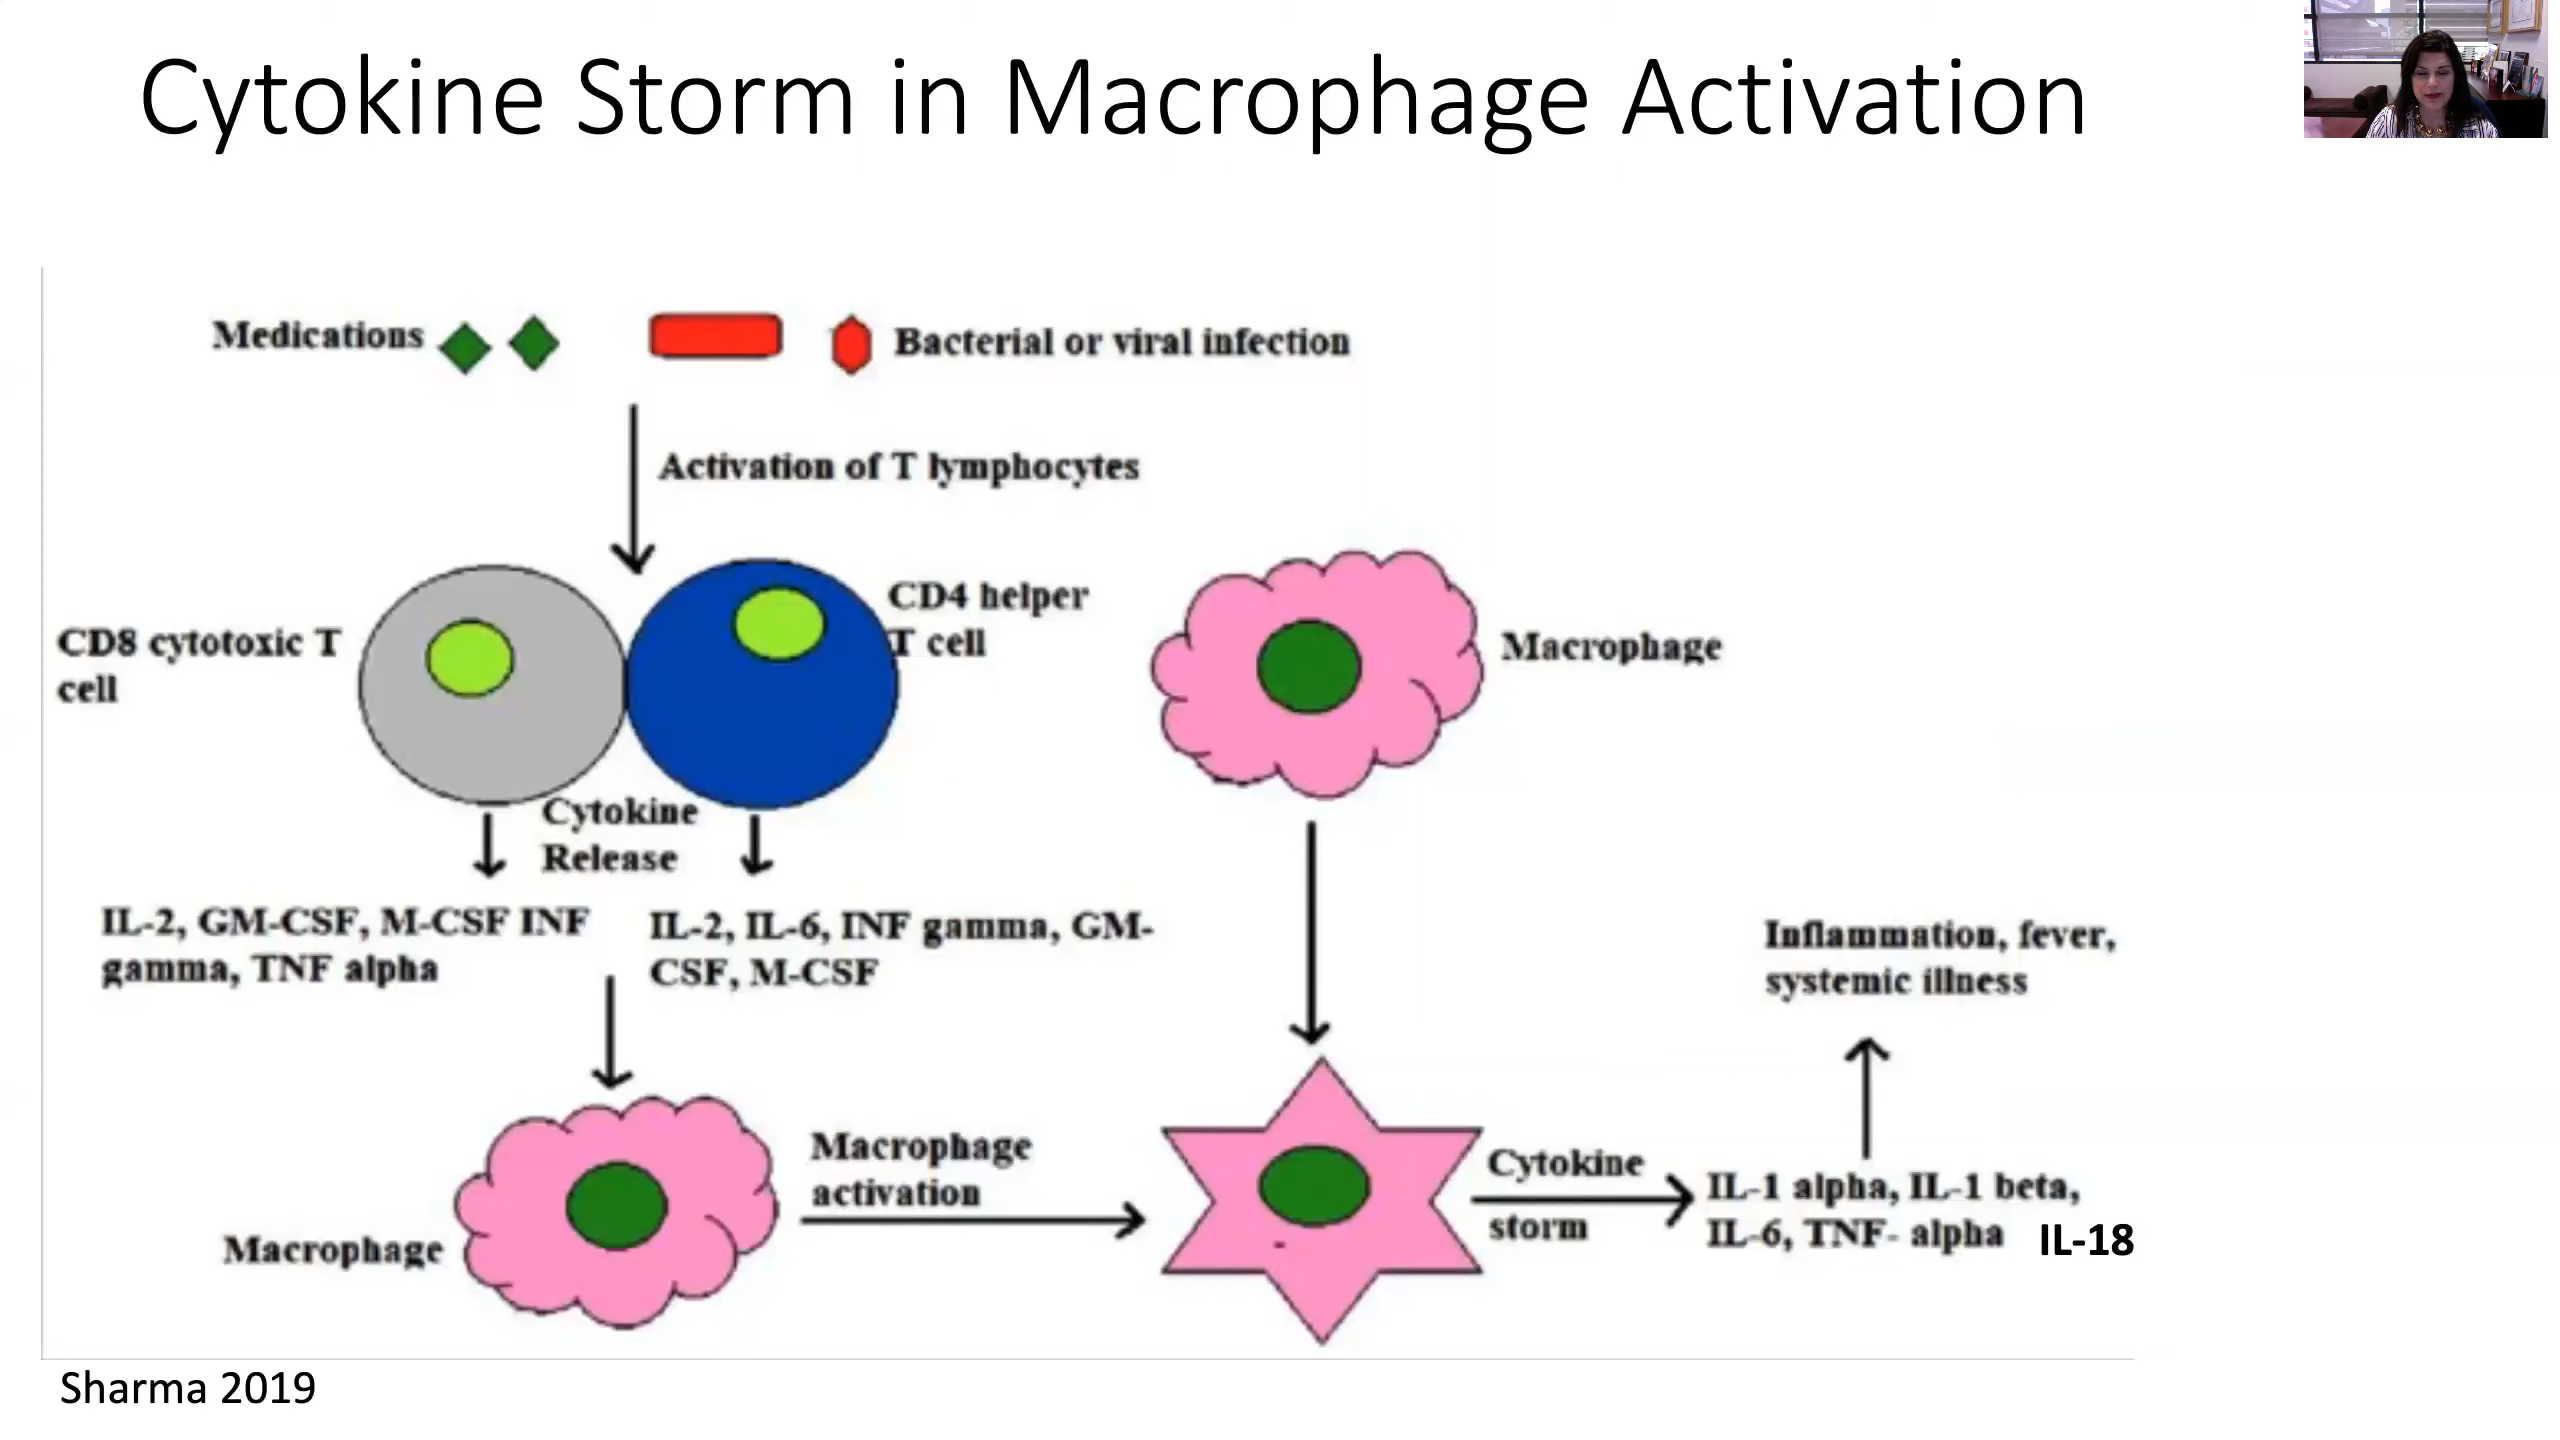 Cytokine Storm in Macrophage Activation
Medications
Bacterial or viral infection
Activation of T lymphocytes
CD8 cytotoxic T
cell
CD4 helper
T cell
Macrophage
Cytokine
Release
IL-2, GM-CSF, M-CSF INF
gamma, TNF alpha
IL-2, IL-6, INF gamma, GM-
CSF, M-CSF
Inflammation, fever,
systemic illness
Macrophage
Macrophage
activation
Cytokine
storm
IL-1 alpha, IL-1 beta,
IL-6, TNF- alpha IL-18
Sharma 2019